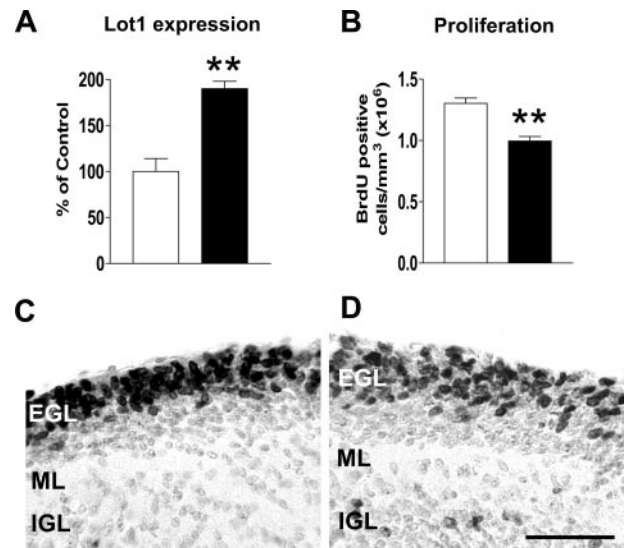 A
Lot1 expression
% of Control
200
150
100
50
0
**
B
Proliferation
BrdU positive
cells/mm³ (x10⁶)
1.5
1.0
0.5
0.0
**
C
EGL
ML
IGL
D
EGL
ML
IGL